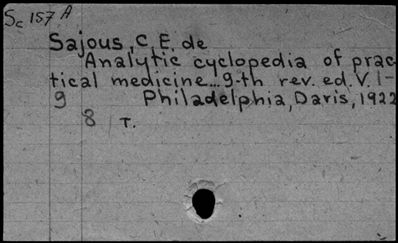 Sc 157 A
Sajous, C. E. de
Analytic cyclopedia of prac-
tical medicine... 9-th rev. ed. V. 1-
9 Philadelphia, Davis, 1922
8 T.